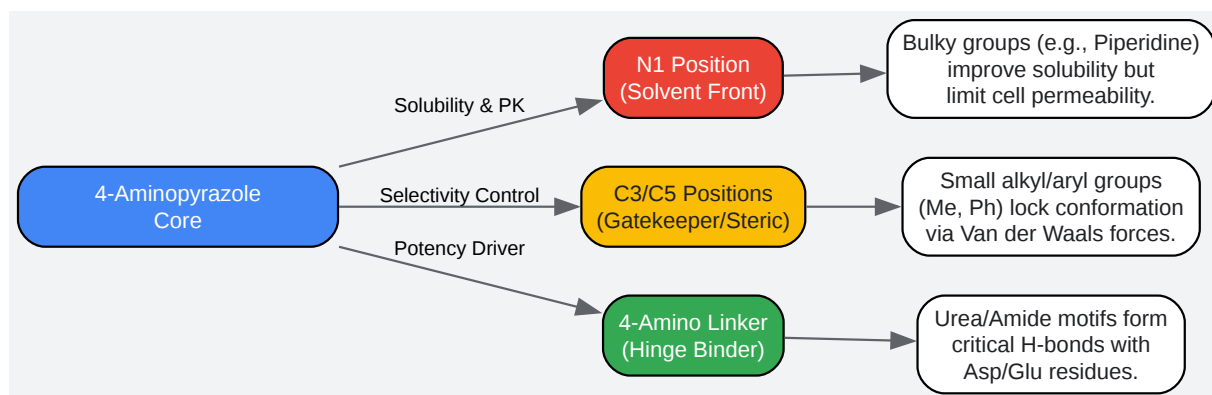 4-Aminopyrazole
Core
Solubility & PK
Selectivity Control
Potency Driver
N1 Position
(Solvent Front)
Bulky groups (e.g., Piperidine)
improve solubility but
limit cell permeability.
C3/C5 Positions
(Gatekeeper/Steric)
Small alkyl/aryl groups
(Me, Ph) lock conformation
via Van der Waals forces.
4-Amino Linker
(Hinge Binder)
Urea/Amide motifs form
critical H-bonds with
Asp/Glu residues.